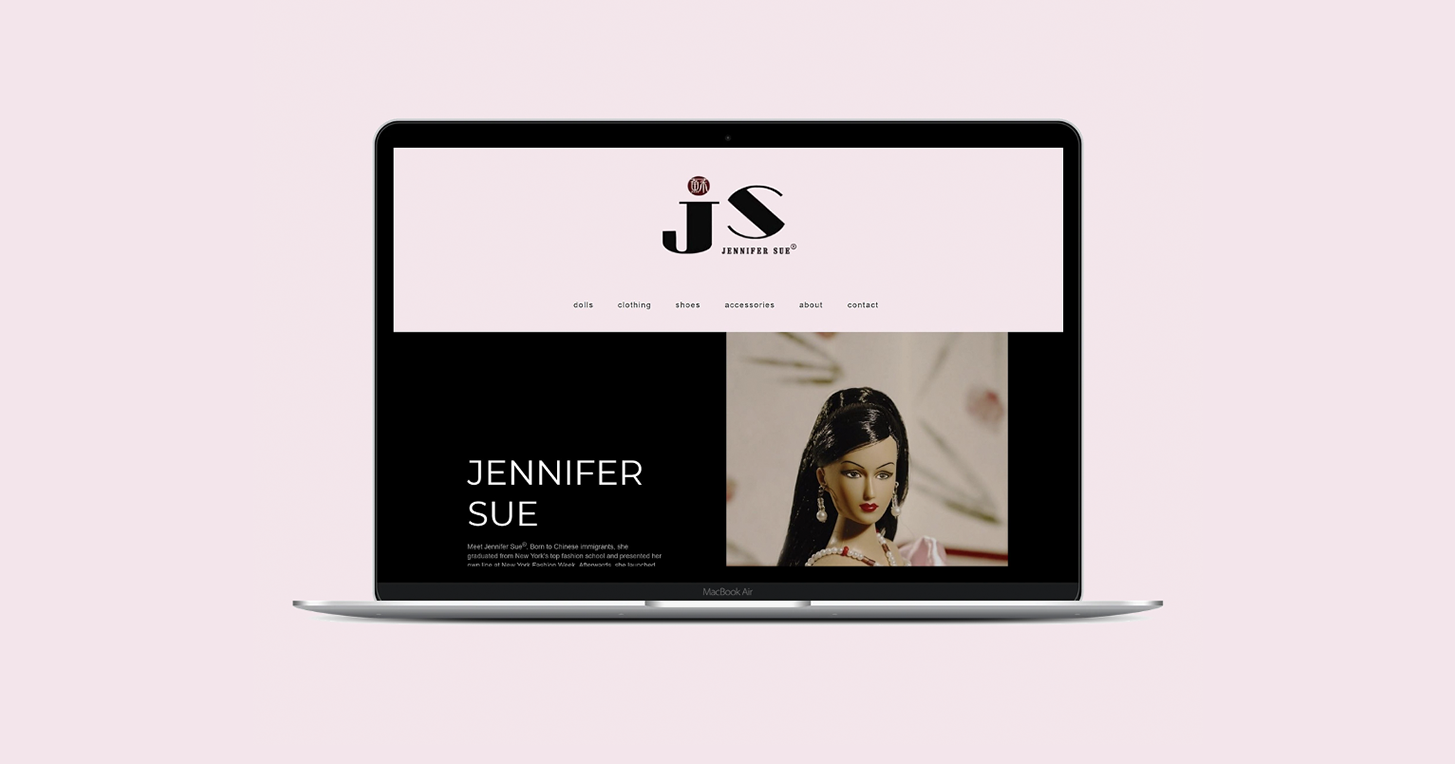 js
JENNIFER SUE®
dolls clothing shoes accessories about contact
JENNIFER
SUE
Meet Jennifer Sue®. Born to Chinese immigrants, she
graduated from New York's top fashion school and presented her
own line at New York Fashion Week. Afterwards, she launched
MacBook Air